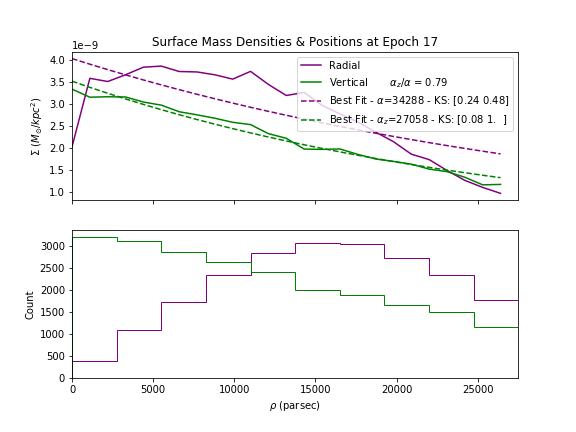 Surface Mass Densities & Positions at Epoch 17
1e−9
4.0
3.5
3.0
2.5
2.0
1.5
1.0
Σ (M⊙/kpc²)
Radial
Vertical α_z/α = 0.79
Best Fit - α=34288 - KS: [0.24 0.48]
Best Fit - α_z=27058 - KS: [0.08 1. ]
3000
2500
2000
1500
1000
500
0
Count
0 5000 10000 15000 20000 25000
ρ (parsec)